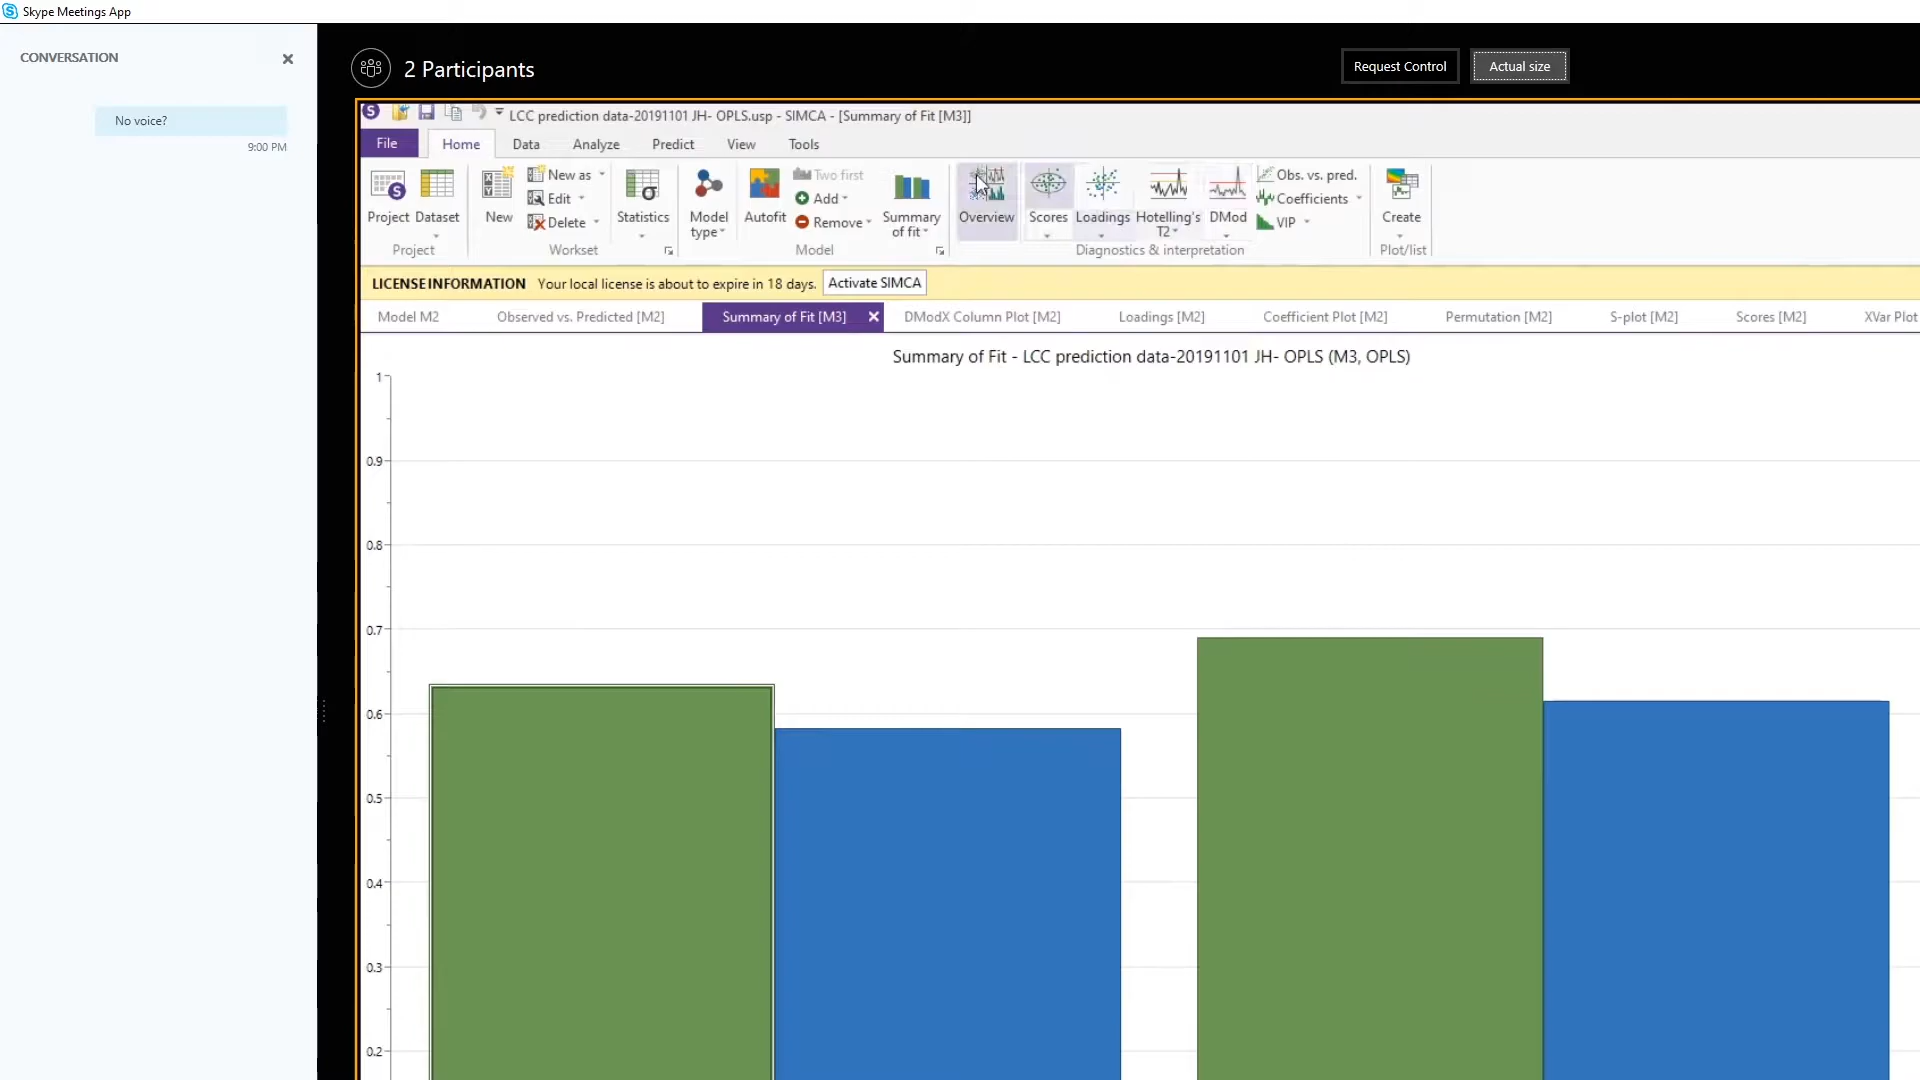 Skype Meetings App
CONVERSATION
No voice?
9:00 PM
2 Participants
Request Control
Actual size
LCC prediction data-20191101 JH- OPLS.usp - SIMCA - [Summary of Fit [M3]]
File Home Data Analyze Predict View Tools
Project
Dataset
Project
New
New as
Edit
Delete
Workset
Statistics
Model type
Autofit
Two first
Add
Remove
Summary of fit
Model
Overview
Scores
Loadings
Hotelling's T2
DMod
Obs. vs. pred.
Coefficients
VIP
Diagnostics & interpretation
Create
Plot/list
LICENSE INFORMATION Your local license is about to expire in 18 days. Activate SIMCA
Model M2 Observed vs. Predicted [M2] Summary of Fit [M3] DModX Column Plot [M2] Loadings [M2] Coefficient Plot [M2] Permutation [M2] S-plot [M2] Scores [M2] XVar Plot
Summary of Fit - LCC prediction data-20191101 JH- OPLS (M3, OPLS)
1
0.9
0.8
0.7
0.6
0.5
0.4
0.3
0.2